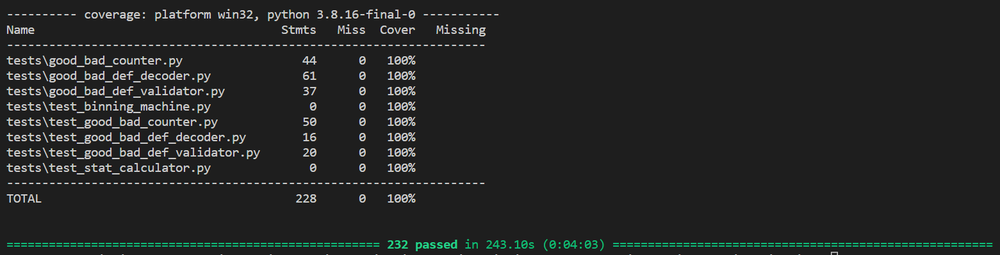 ---------- coverage: platform win32, python 3.8.16-final-0 -----------
Name                                   Stmts   Miss  Cover   Missing
--------------------------------------------------------------------
tests\good_bad_counter.py                 44      0   100%
tests\good_bad_def_decoder.py             61      0   100%
tests\good_bad_def_validator.py           37      0   100%
tests\test_binning_machine.py              0      0   100%
tests\test_good_bad_counter.py            50      0   100%
tests\test_good_bad_def_decoder.py        16      0   100%
tests\test_good_bad_def_validator.py      20      0   100%
tests\test_stat_calculator.py              0      0   100%
--------------------------------------------------------------------
TOTAL                                    228      0   100%
===================================================== 232 passed in 243.10s (0:04:03) ======================================================